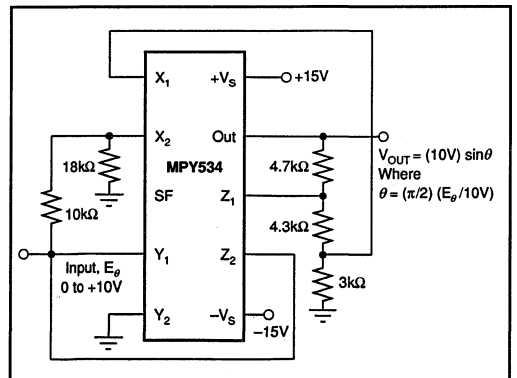 X1
+VS
+15V
X2
Out
18kΩ
MPY534
4.7kΩ
VOUT = (10V) sinθ
Where
θ = (π/2) (Eθ/10V)
SF
Z1
10kΩ
4.3kΩ
Y1
Z2
Input, Eθ
0 to +10V
3kΩ
Y2
−VS
−15V